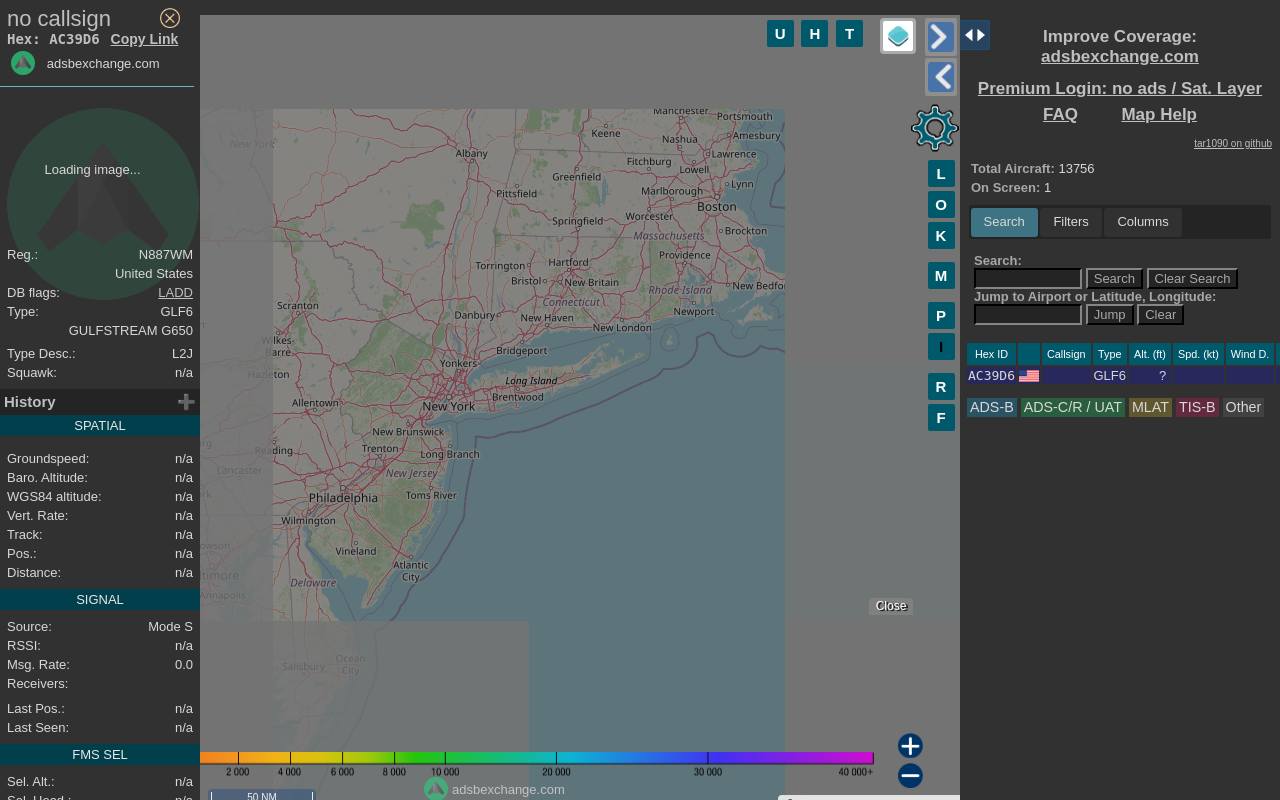 no callsign
Hex: AC39D6 Copy Link
adsbexchange.com
Loading image...
Reg.: N887WM
United States
DB flags: LADD
Type: GLF6
GULFSTREAM G650
Type Desc.: L2J
Squawk: n/a
History
SPATIAL
Groundspeed: n/a
Baro. Altitude: n/a
WGS84 altitude: n/a
Vert. Rate: n/a
Track: n/a
Pos.: n/a
Distance: n/a
SIGNAL
Source: Mode S
RSSI: n/a
Msg. Rate: 0.0
Receivers:
Last Pos.: n/a
Last Seen: n/a
FMS SEL
Sel. Alt.: n/a
Sel. Head.: n/a
U H T
L
O
K
M
P
I
R
F
Manchester
Portsmouth
Keene
Nashua
Amesbury
New York
Albany
Fitchburg
Lawrence
Greenfield
Lowell
Pittsfield
Marlborough
Lynn
Boston
Springfield
Worcester
Massachusetts
Brockton
Torrington
Hartford
Providence
Bristol
New Britain
Rhode Island
New Bedfor
Scranton
Connecticut
Danbury
New Haven
Newport
New London
Wilkes-
Barre
Bridgeport
Yonkers
Hazleton
Long Island
Allentown
New York
Brentwood
New Brunswick
Reading
Trenton
Long Branch
Lancaster
New Jersey
Philadelphia
Toms River
Wilmington
Vineland
Atlantic
City
Delaware
Annapolis
Salisbury
Ocean
City
Close
2 000 4 000 6 000 8 000 10 000 20 000 30 000 40 000+
adsbexchange.com
50 NM
Improve Coverage:
adsbexchange.com
Premium Login: no ads / Sat. Layer
FAQ Map Help
tar1090 on github
Total Aircraft: 13756
On Screen: 1
Search Filters Columns
Search:
Search Clear Search
Jump to Airport or Latitude, Longitude:
Jump Clear
Hex ID Callsign Type Alt. (ft) Spd. (kt) Wind D.
AC39D6 GLF6 ?
ADS-B ADS-C/R / UAT MLAT TIS-B Other